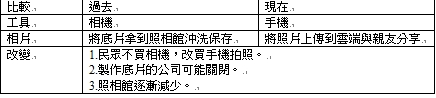 比較 過去 現在
工具 相機 手機
相片 將底片拿到照相館沖洗保存。 將照片上傳到雲端與親友分享。
改變 1.民眾不買相機，改買手機拍照。
2.製作底片的公司可能關閉。
3.照相館逐漸減少。